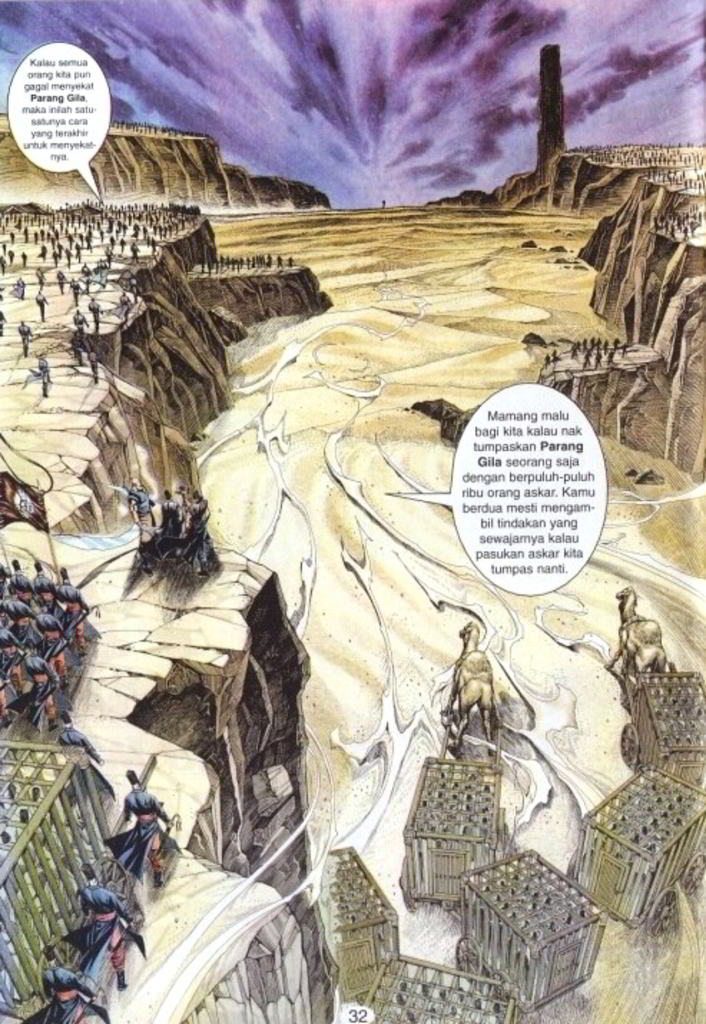 Kalau semua
orang kita pun
gagal menyekat
Parang Gila,
maka inilah satu-
satunya cara
yang terakhir
untuk menyekat-
nya.
Mamang malu
bagi kita kalau nak
tumpaskan Parang
Gila seorang saja
dengan berpuluh-puluh
ribu orang askar. Kamu
berdua mesti mengam-
bil tindakan yang
sewajarnya kalau
pasukan askar kita
tumpas nanti.
32